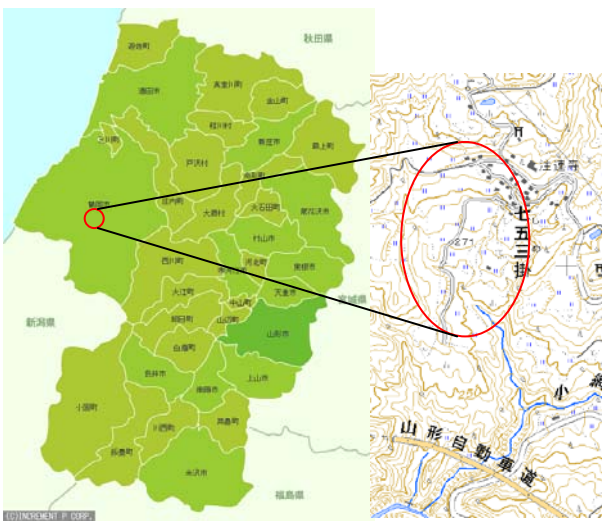 秋田県
遊佐町
酒田市
真室川町
金山町
鮭川村
新庄市
最上町
三川町
戸沢村
舟形町
鶴岡市
庄内町
大蔵村
大石田町
尾花沢市
村山市
西川町
寒河江市
河北町
東根市
大江町
中山町
天童市
宮城県
朝日町
山辺町
山形市
新潟県
白鷹町
上山市
長井市
南陽市
小国町
川西町
高畠町
飯豊町
米沢市
福島県
(C)INCREMENT P CORP.
注連寺
七五三掛
271
小
山形自動車道